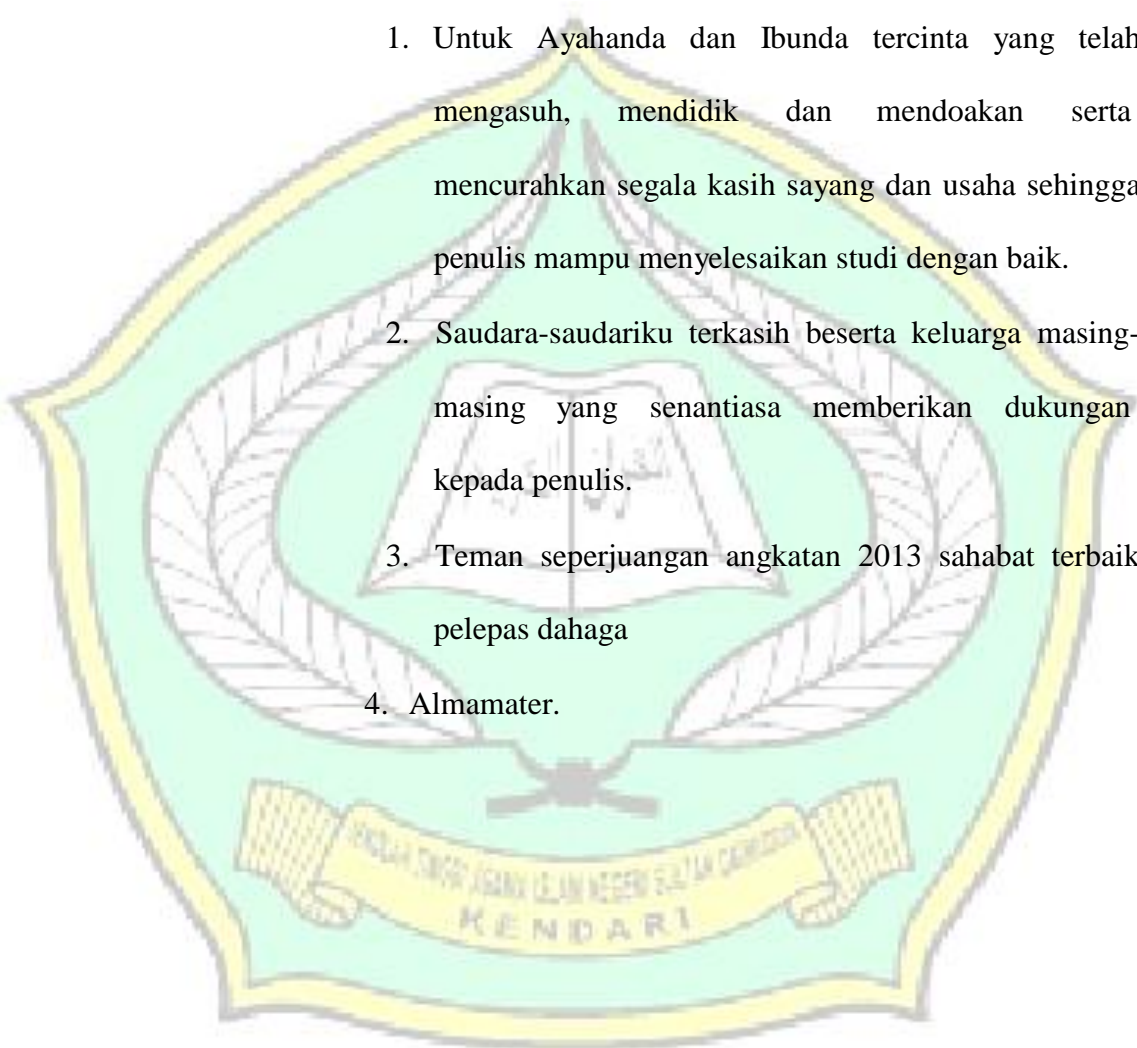 1. Untuk Ayahanda dan Ibunda tercinta yang telah
mengasuh, mendidik dan mendoakan serta
mencurahkan segala kasih sayang dan usaha sehingga
penulis mampu menyelesaikan studi dengan baik.
2. Saudara-saudariku terkasih beserta keluarga masing-
masing yang senantiasa memberikan dukungan
kepada penulis.
3. Teman seperjuangan angkatan 2013 sahabat terbaik
pelepas dahaga
4. Almamater.
KENDARI